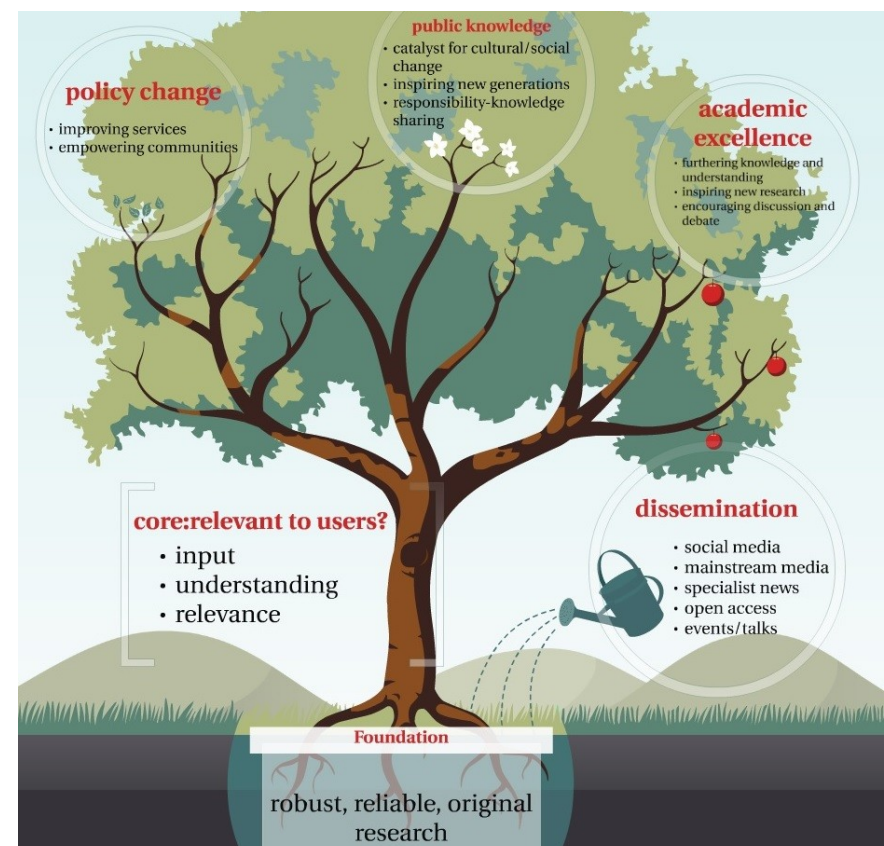 public knowledge
• catalyst for cultural/social
change
• inspiring new generations
• responsibility-knowledge
sharing
policy change
• improving services
• empowering communities
academic
excellence
• furthering knowledge and
understanding
• inspiring new research
• encouraging discussion and
debate
core:relevant to users?
• input
• understanding
• relevance
dissemination
• social media
• mainstream media
• specialist news
• open access
• events/talks
Foundation
robust, reliable, original
research